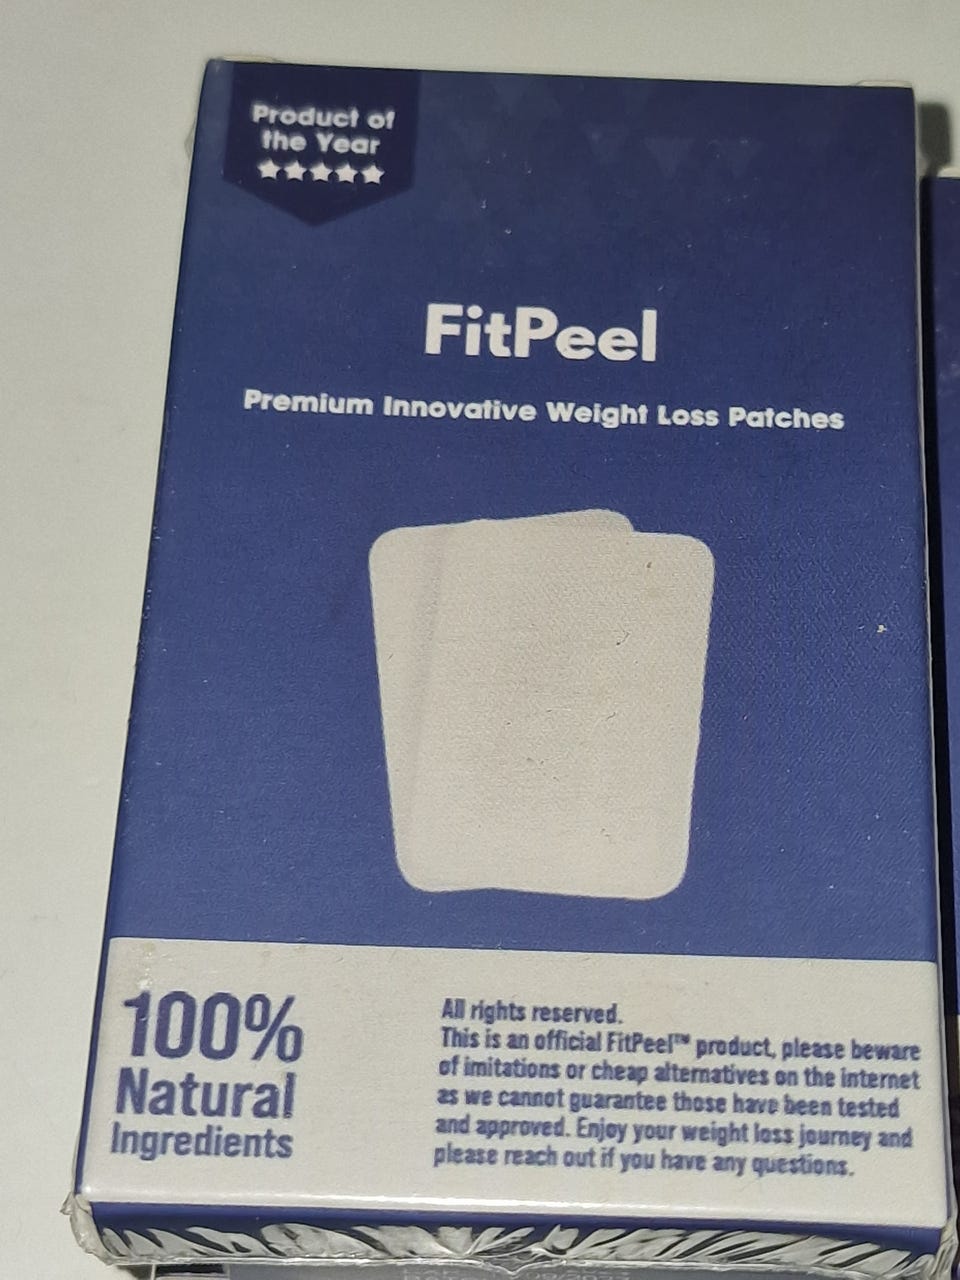 Product of
the Year
FitPeel
Premium Innovative Weight Loss Patches
100%
Natural
Ingredients
All rights reserved.
This is an official FitPeel™ product, please beware
of imitations or cheap alternatives on the internet
as we cannot guarantee those have been tested
and approved. Enjoy your weight loss journey and
please reach out if you have any questions.